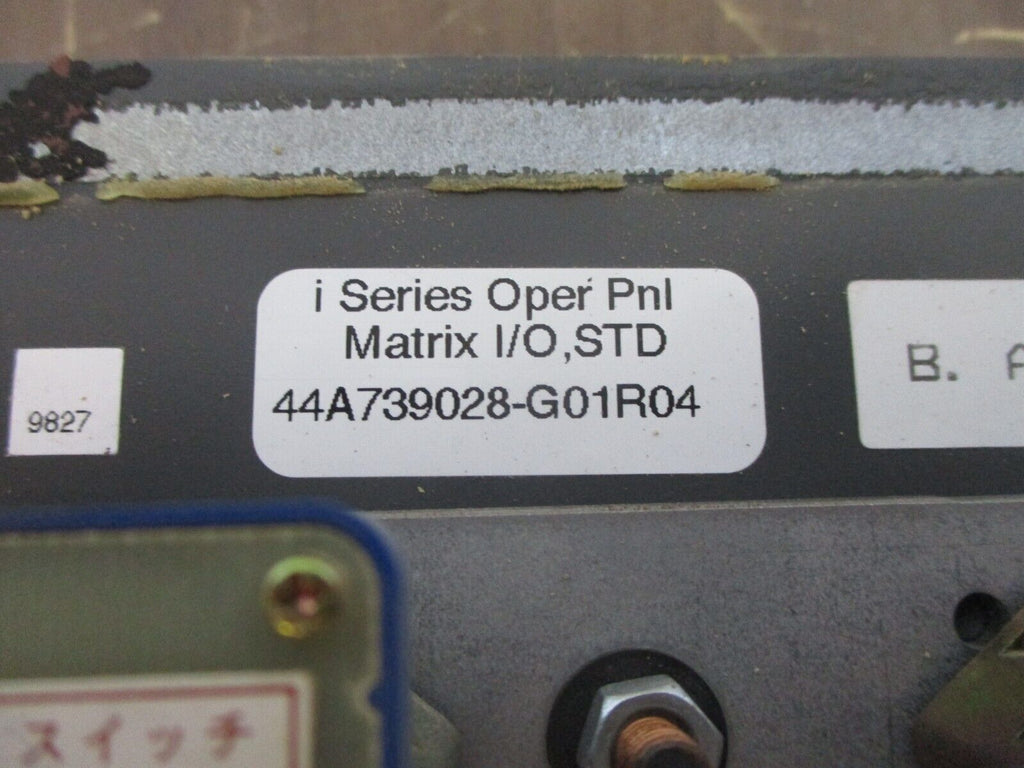 i Series Oper Pnl
Matrix I/O,STD
44A739028-G01R04
9827
B.
スイッチ